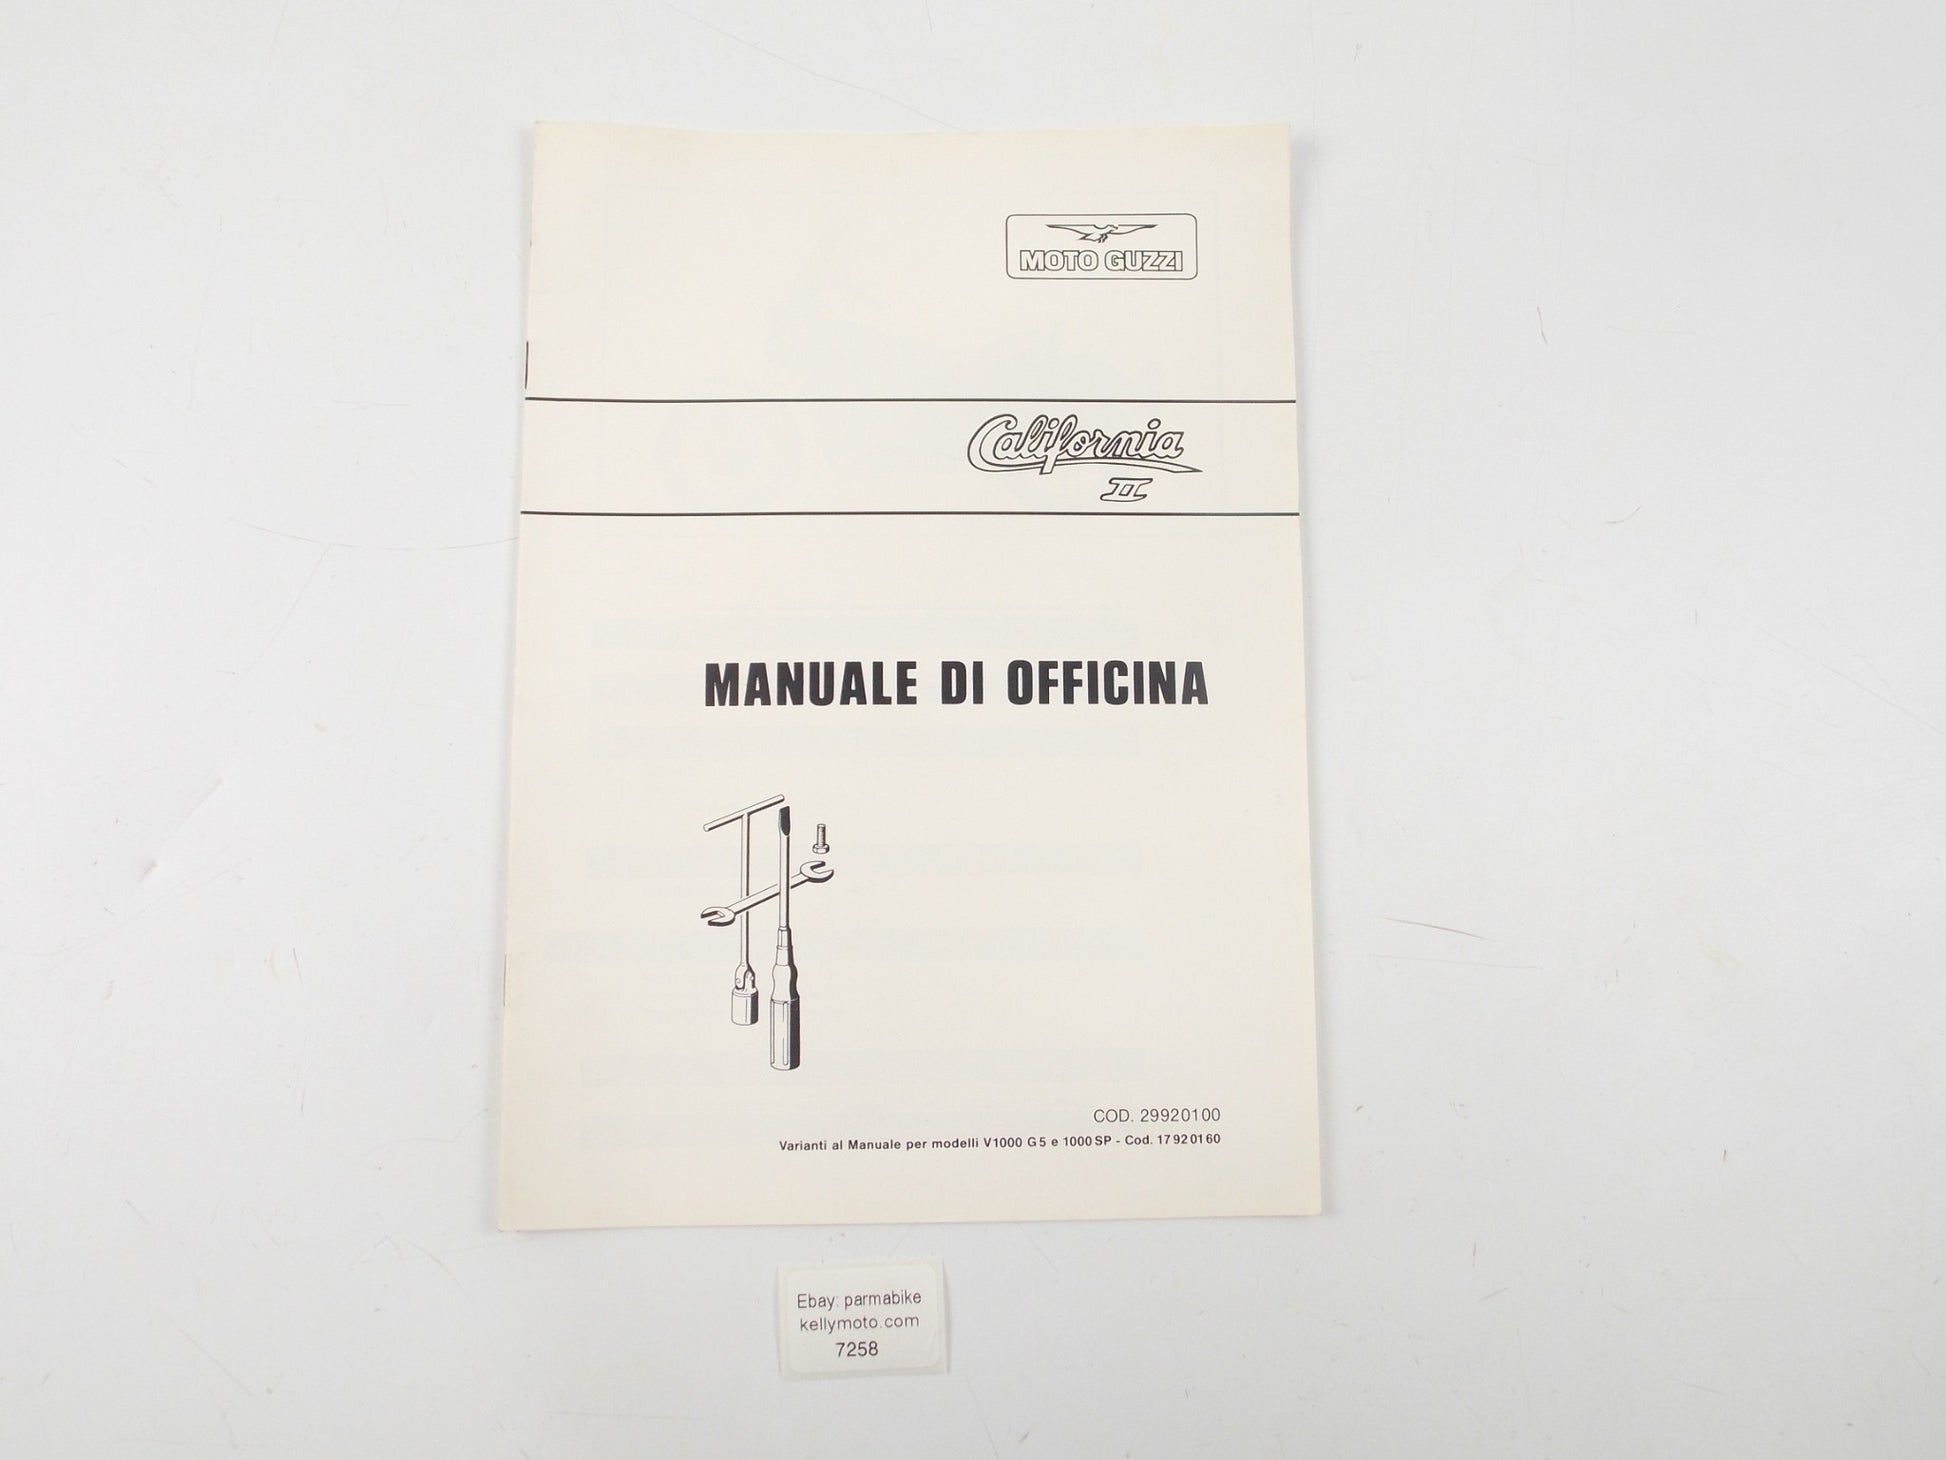 MOTO GUZZI
California
II
MANUALE DI OFFICINA
COD. 29920100
Varianti al Manuale per modelli V1000 G5 e 1000SP - Cod. 17920160
Ebay: parmabike
kellymoto.com
7258